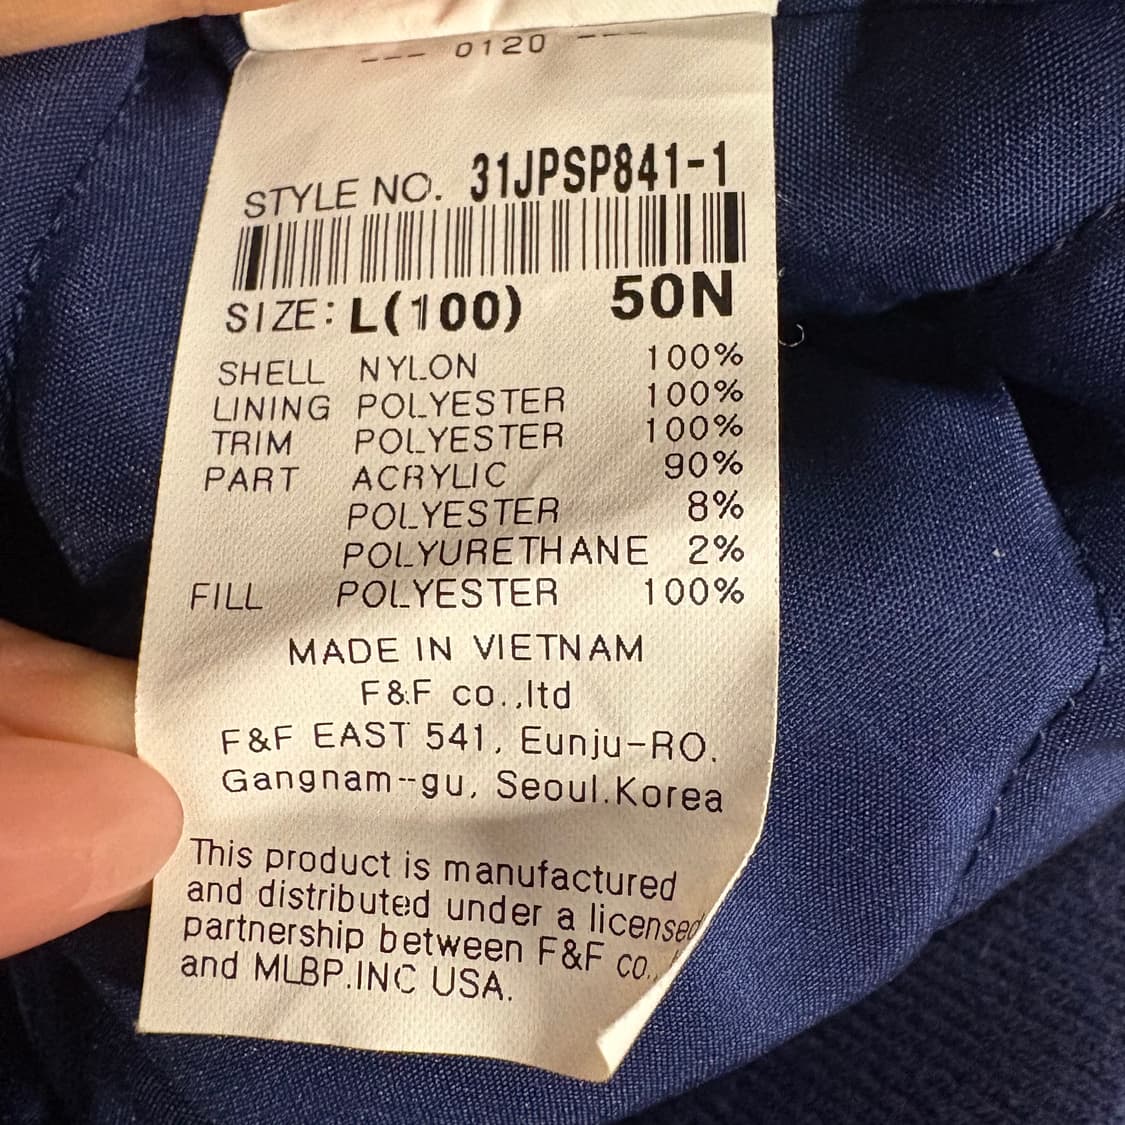 --- 0120 ---
STYLE NO. 31JPSP841-1
SIZE: L(100) 50N
SHELL NYLON 100%
LINING POLYESTER 100%
TRIM POLYESTER 100%
PART ACRYLIC 90%
POLYESTER 8%
POLYURETHANE 2%
FILL POLYESTER 100%
MADE IN VIETNAM
F&F co.,ltd
F&F EAST 541, Eunju-RO.
Gangnam-gu, Seoul.Korea
This product is manufactured
and distributed under a licensed
partnership between F&F co.,
and MLBP.INC USA.